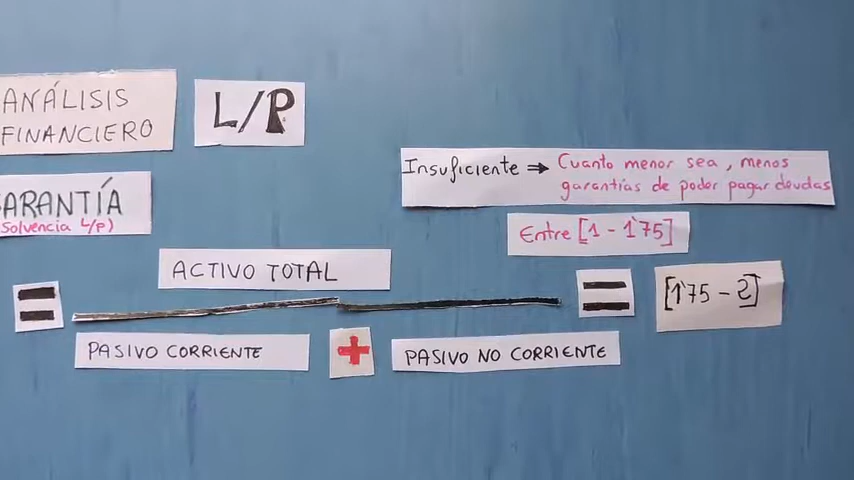 ANÁLISIS
FINANCIERO
L/P
Insuficiente ⇒ Cuanto menor sea, menos
garantías de poder pagar deudas
ARANTÍA
Solvencia L/P)
Entre [1 - 1'75]
ACTIVO TOTAL
= = [1'75 - 2]
PASIVO CORRIENTE + PASIVO NO CORRIENTE